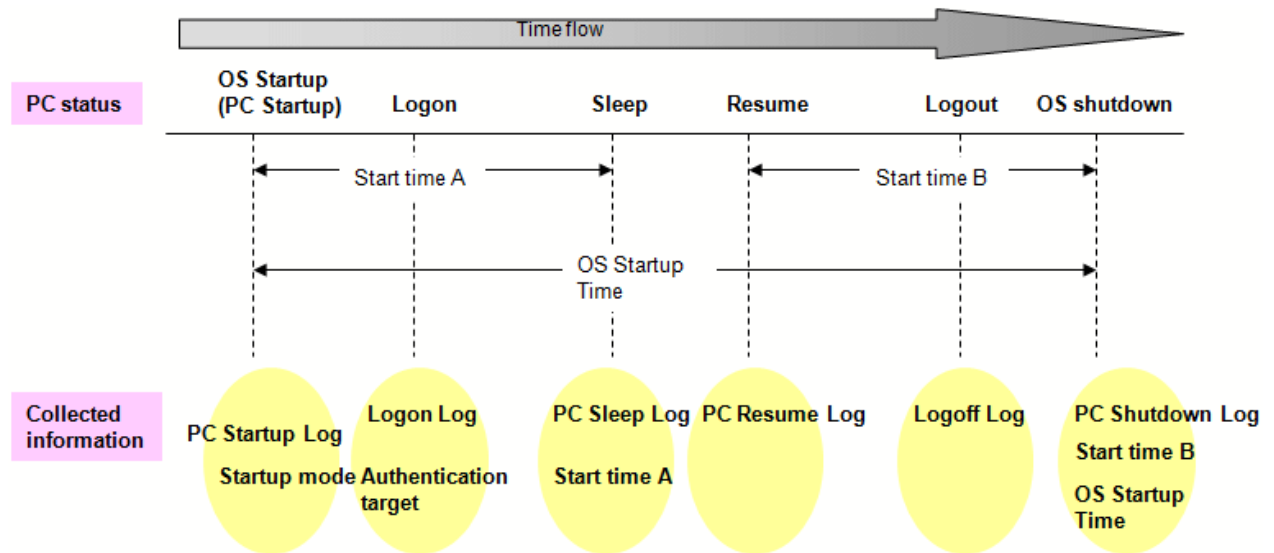 Time flow
PC status
OS Startup
(PC Startup)
Logon
Sleep
Resume
Logout
OS shutdown
Start time A
Start time B
OS Startup
Time
Collected
information
PC Startup Log
Startup mode
Logon Log
Authentication
target
PC Sleep Log
Start time A
PC Resume Log
Logoff Log
PC Shutdown Log
Start time B
OS Startup
Time